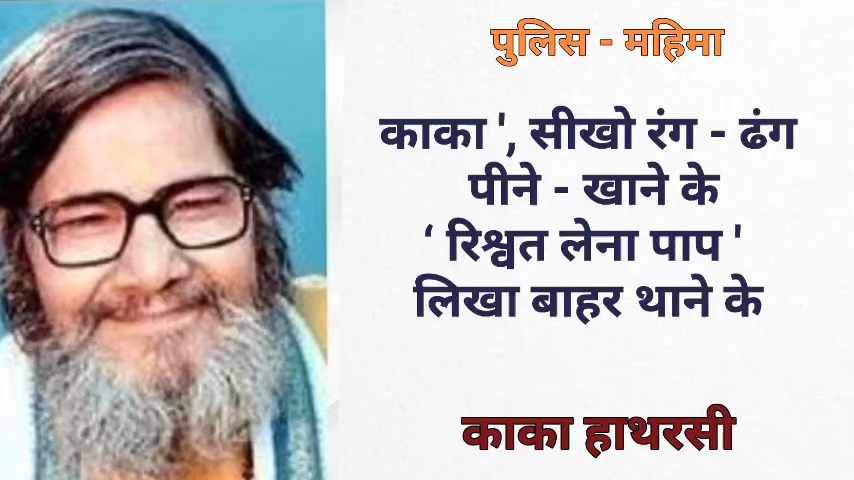 पुलिस - महिमा
काका ', सीखो रंग - ढंग
पीने - खाने के
‘ रिश्वत लेना पाप '
लिखा बाहर थाने के
काका हाथरसी